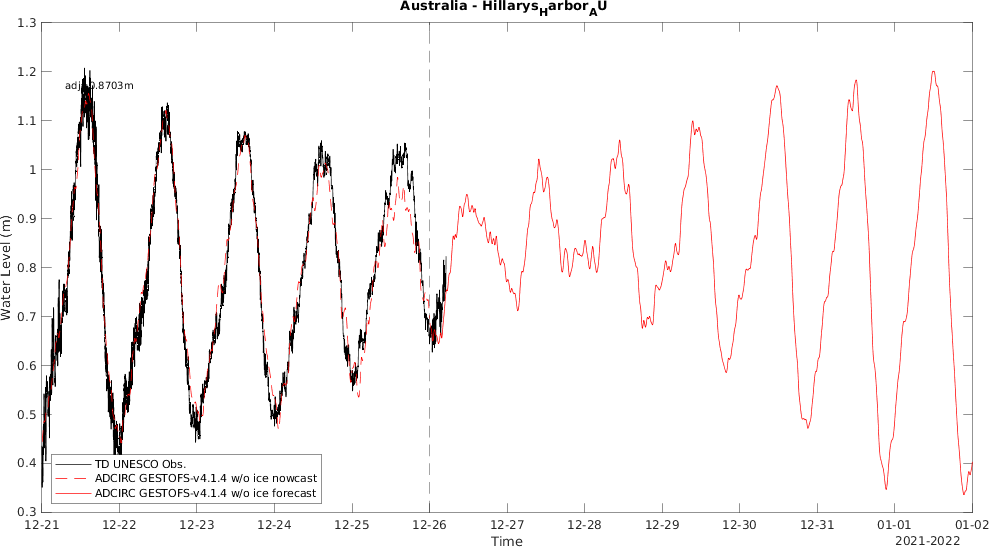 Australia - HillarysHarborAU
1.3
1.2
adj: 0.8703m
1.1
1
0.9
0.8
Water Level (m)
0.7
0.6
0.5
0.4
0.3
TD UNESCO Obs.
ADCIRC GESTOFS-v4.1.4 w/o ice nowcast
ADCIRC GESTOFS-v4.1.4 w/o ice forecast
12-21 12-22 12-23 12-24 12-25 12-26 12-27 12-28 12-29 12-30 12-31 01-01 01-02
Time
2021-2022